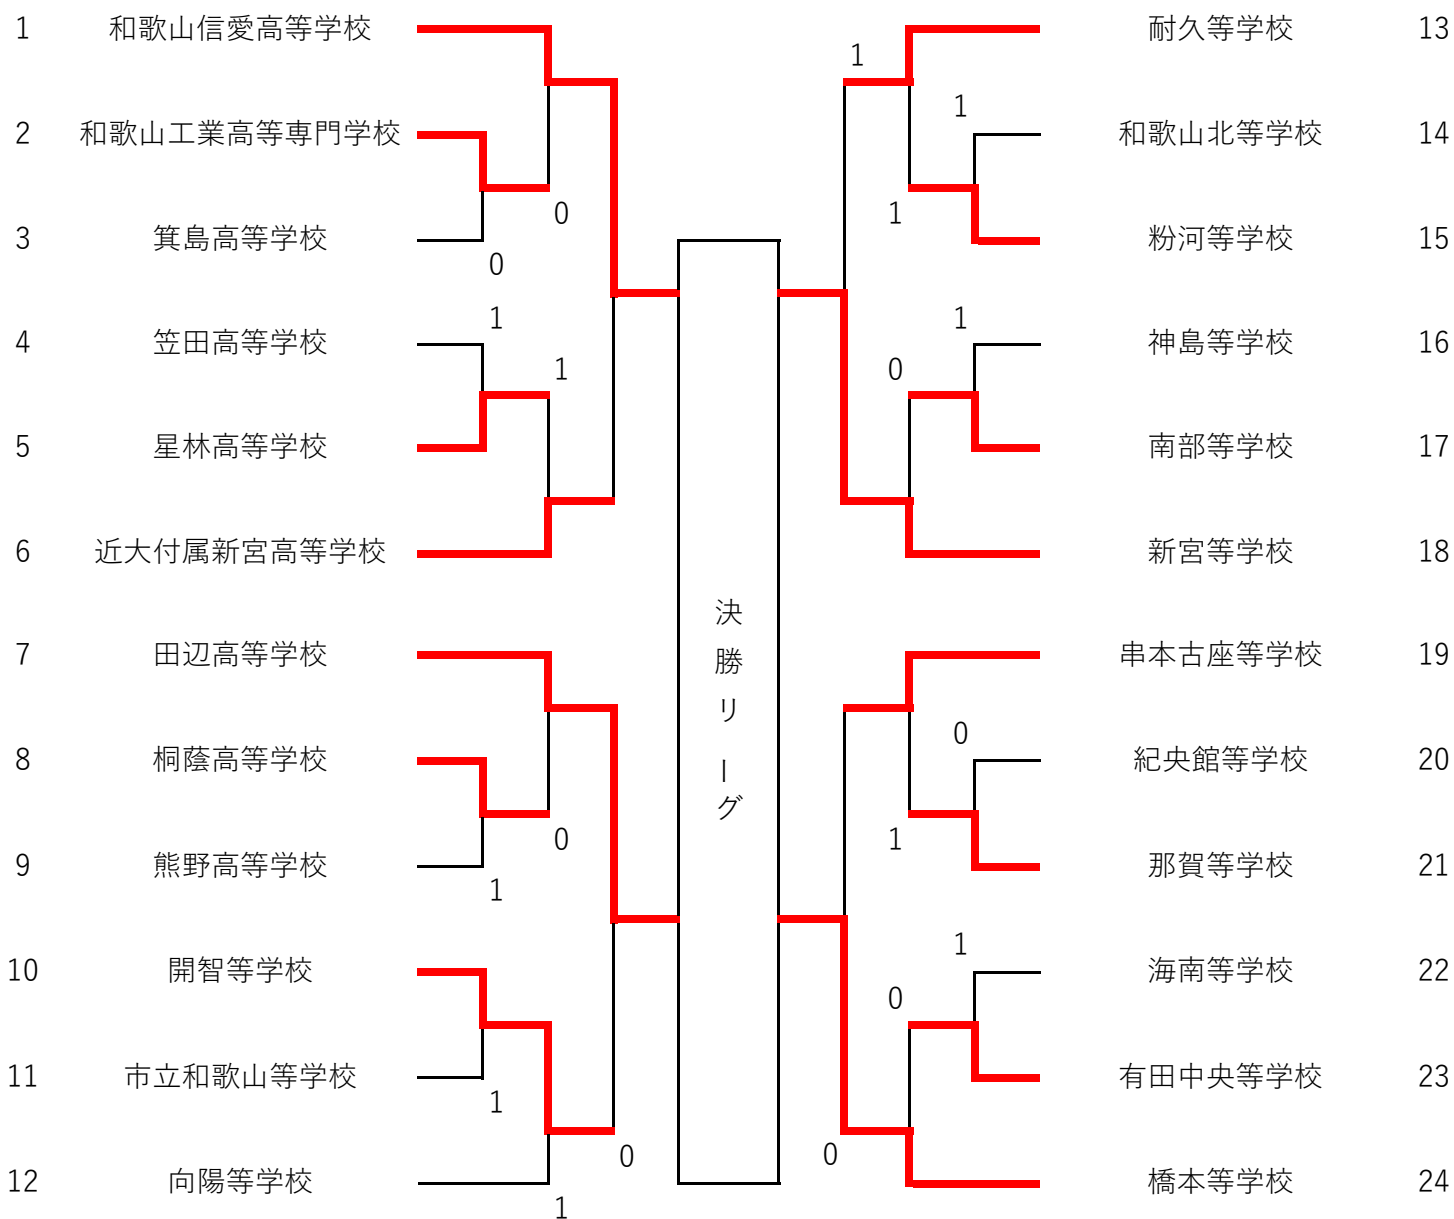 1 和歌山信愛高等学校
2 和歌山工業高等専門学校
0
3 箕島高等学校
0
1
4 笠田高等学校
1
5 星林高等学校
6 近大付属新宮高等学校
7 田辺高等学校
8 桐蔭高等学校
0
9 熊野高等学校
1
10 開智等学校
11 市立和歌山等学校
1
0
12 向陽等学校
1
決勝リーグ
耐久等学校 13
1
1
和歌山北等学校 14
1
粉河等学校 15
1
神島等学校 16
0
南部等学校 17
新宮等学校 18
串本古座等学校 19
0
紀央館等学校 20
1
那賀等学校 21
1
海南等学校 22
0
有田中央等学校 23
0
橋本等学校 24